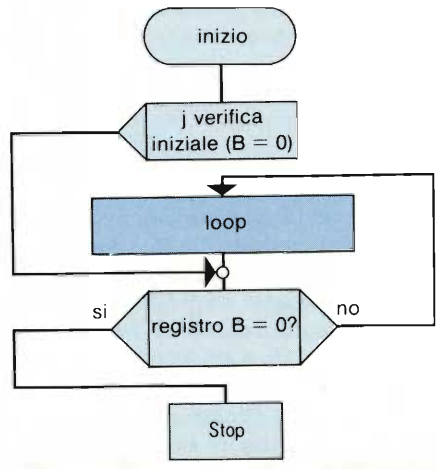 inizio
j verifica
iniziale (B = 0)
loop
si
registro B = 0?
no
Stop